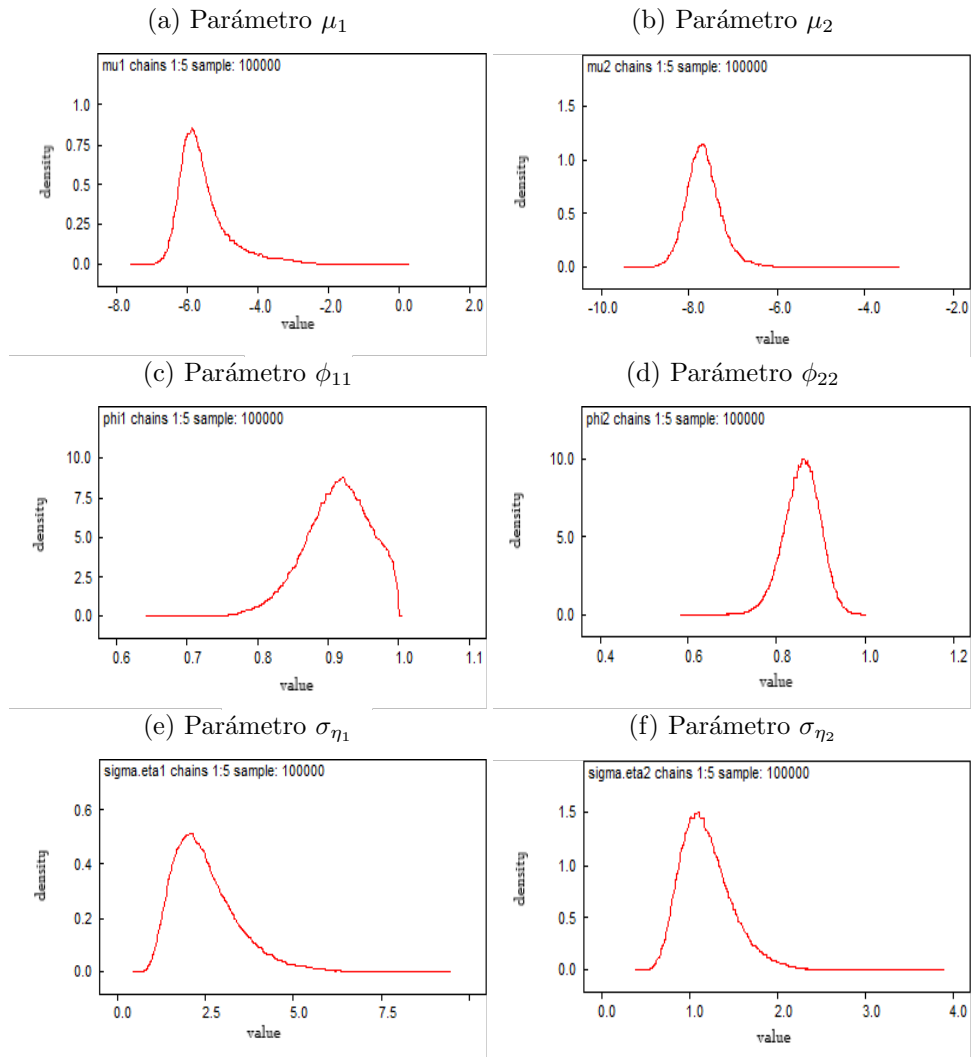 (a) Parámetro μ₁
mu1 chains 1:5 sample: 100000
density
1.0
0.75
0.5
0.25
0.0
-8.0 -6.0 -4.0 -2.0 0.0 2.0
value
(b) Parámetro μ₂
mu2 chains 1:5 sample: 100000
density
1.5
1.0
0.5
0.0
-10.0 -8.0 -6.0 -4.0 -2.0
value
(c) Parámetro ϕ₁₁
phi1 chains 1:5 sample: 100000
density
10.0
7.5
5.0
2.5
0.0
0.6 0.7 0.8 0.9 1.0 1.1
value
(d) Parámetro ϕ₂₂
phi2 chains 1:5 sample: 100000
density
10.0
5.0
0.0
0.4 0.6 0.8 1.0 1.2
value
(e) Parámetro σ_η₁
sigma.eta1 chains 1:5 sample: 100000
density
0.6
0.4
0.2
0.0
0.0 2.5 5.0 7.5
value
(f) Parámetro σ_η₂
sigma.eta2 chains 1:5 sample: 100000
density
1.5
1.0
0.5
0.0
0.0 1.0 2.0 3.0 4.0
value